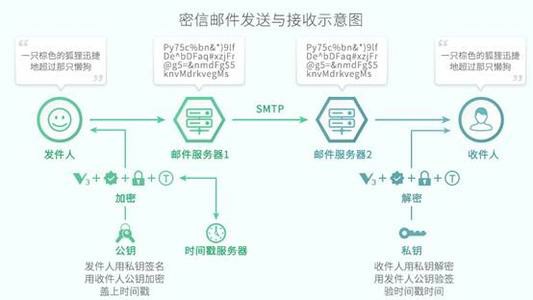 密信邮件发送与接收示意图
一只棕色的狐狸迅捷
地超过那只懒狗
Py75c%bn&*)9lf
De^bDFaq#xzjFr
@g5=&nmdFg$5
knvMdrkvegMs
Py75c%bn&*)9lf
De^bDFaq#xzjFr
@g5=&nmdFg$5
knvMdrkvegMs
一只棕色的狐狸迅捷
地超过那只懒狗
SMTP
发件人
邮件服务器1
邮件服务器2
收件人
V3 + + + T
V3 + + + T
加密
解密
公钥
时间戳服务器
私钥
发件人用私钥签名
用收件人公钥加密
盖上时间戳
收件人用私钥解密
用发件人公钥验签
验时间戳时间